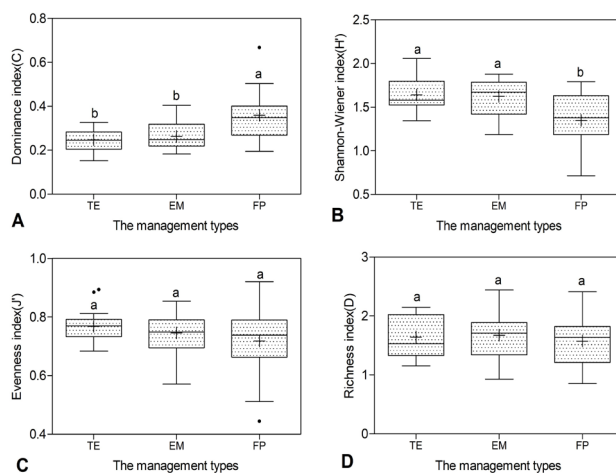 0.8
0.6
0.4
0.2
0.0
Dominance index(C)
b
b
a
TE
EM
FP
The management types
A
2.5
2.0
1.5
1.0
0.5
Shannon-Wiener index(H')
a
a
b
TE
EM
FP
The management types
B
1.0
0.8
0.6
0.4
Evenness index(J')
a
a
a
TE
EM
FP
The management types
C
3
2
1
0
Richness index(D)
a
a
a
TE
EM
FP
The management types
D